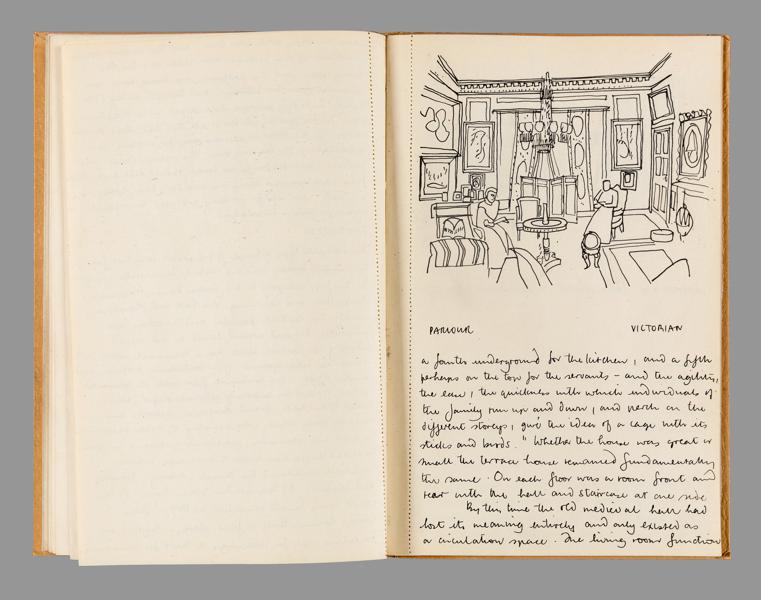 PARLOUR VICTORIAN
a fourth underground for the kitchen, and a fifth
perhaps on the top for the servants – and the agility,
the ease, the quickness with which individuals of
the family run up and down, and perch on the
different storeys, give the idea of a cage with its
sticks and birds." Whether the house was great or
small the terrace house remained fundamentally
the same. On each floor was a room front and
rear with the hall and staircase at one side
By this time the old medieval hall had
lost its meaning entirely and only existed as
a circulation space. The living room function